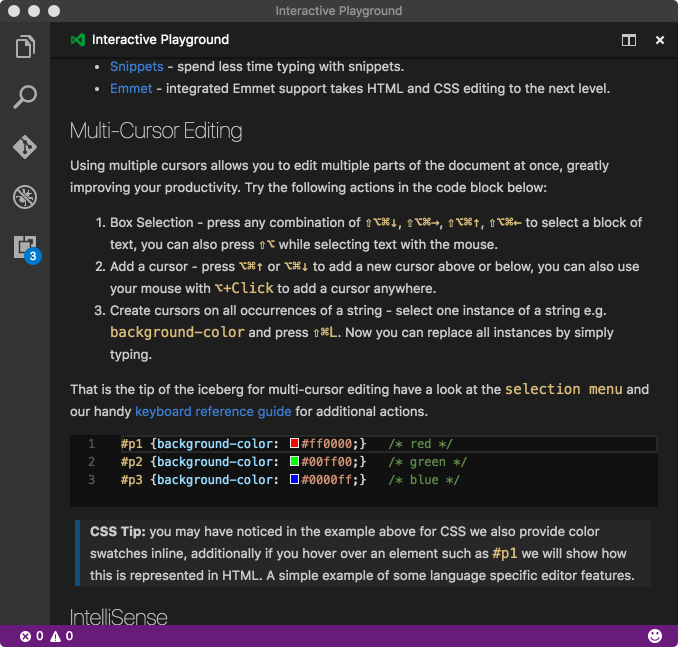 Interactive Playground
Interactive Playground
• Snippets - spend less time typing with snippets.
• Emmet - integrated Emmet support takes HTML and CSS editing to the next level.
Multi-Cursor Editing
Using multiple cursors allows you to edit multiple parts of the document at once, greatly
improving your productivity. Try the following actions in the code block below:
1. Box Selection - press any combination of ⇧⌥⌘↓, ⇧⌥⌘→, ⇧⌥⌘↑, ⇧⌥⌘← to select a block of
text, you can also press ⇧⌥ while selecting text with the mouse.
2. Add a cursor - press ⌥⌘↑ or ⌥⌘↓ to add a new cursor above or below, you can also use
your mouse with ⌥+Click to add a cursor anywhere.
3. Create cursors on all occurrences of a string - select one instance of a string e.g.
background-color and press ⇧⌘L. Now you can replace all instances by simply
typing.
That is the tip of the iceberg for multi-cursor editing have a look at the selection menu and
our handy keyboard reference guide for additional actions.
1 #p1 {background-color: #ff0000;} /* red */
2 #p2 {background-color: #00ff00;} /* green */
3 #p3 {background-color: #0000ff;} /* blue */
CSS Tip: you may have noticed in the example above for CSS we also provide color
swatches inline, additionally if you hover over an element such as #p1 we will show how
this is represented in HTML. A simple example of some language specific editor features.
IntelliSense
3
0 0